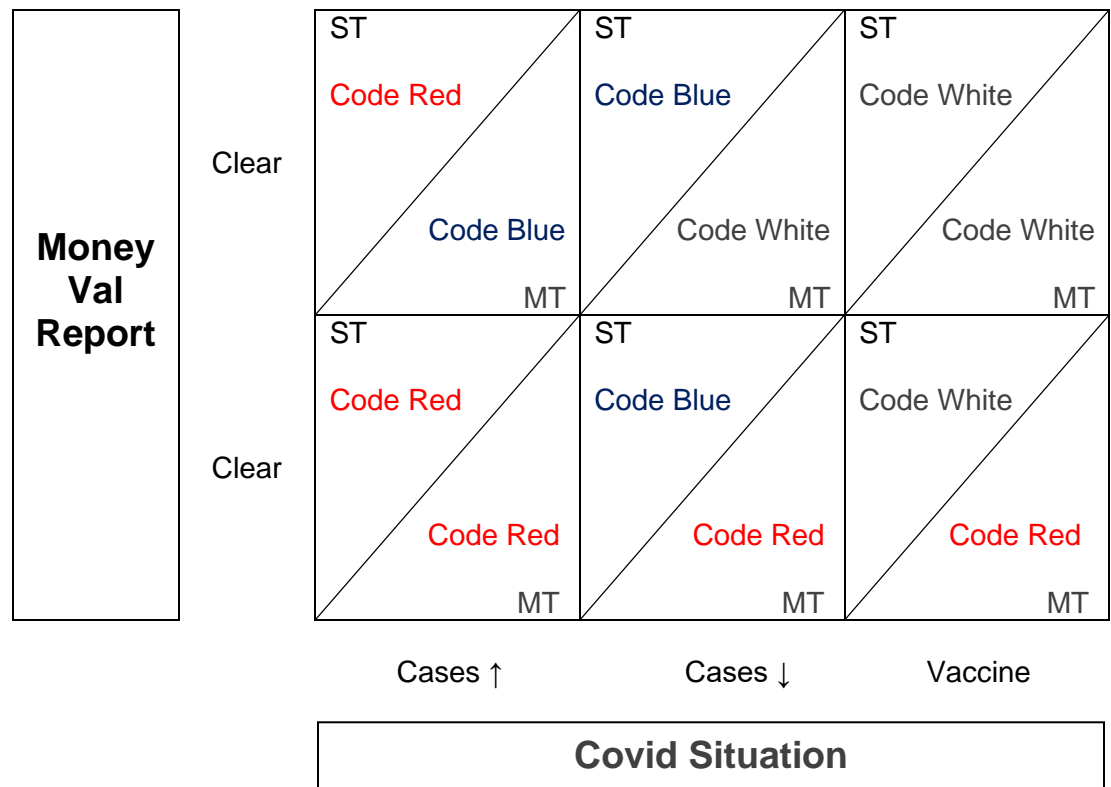 ST ST ST
Code Red Code Blue Code White
Clear
Money
Val
Report
Code Blue Code White Code White
MT MT MT
ST ST ST
Code Red Code Blue Code White
Clear
Code Red Code Red Code Red
MT MT MT
Cases ↑ Cases ↓ Vaccine
Covid Situation